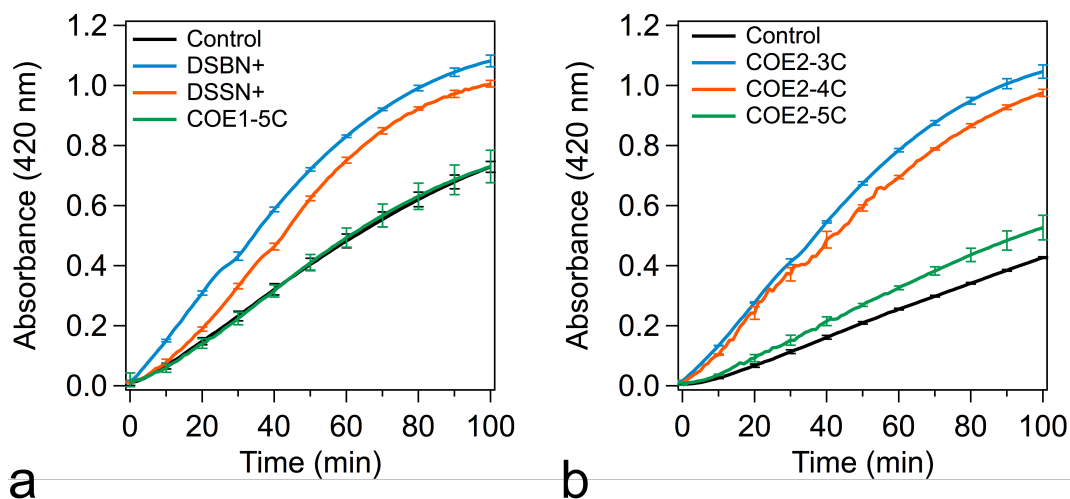 1.2
1.0
0.8
0.6
0.4
0.2
0.0
Absorbance (420 nm)
Control
DSBN+
DSSN+
COE1-5C
0 20 40 60 80 100
Time (min)
a
1.2
1.0
0.8
0.6
0.4
0.2
0.0
Absorbance (420 nm)
Control
COE2-3C
COE2-4C
COE2-5C
0 20 40 60 80 100
Time (min)
b